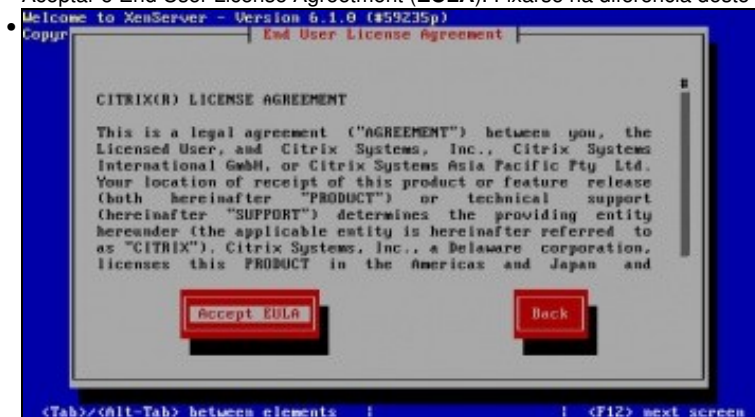 Aceptar o End User License Agreetment (EULA). Fixarse na diferencia deste
Welcome to XenServer - Version 6.1.0 (#59235p)
Copyr
End User License Agreement
CITRIX(R) LICENSE AGREEMENT
This is a legal agreement ("AGREEMENT") between you, the
Licensed User, and Citrix Systems, Inc., Citrix Systems
International GmbH, or Citrix Systems Asia Pacific Pty Ltd.
Your location of receipt of this product or feature release
(both hereinafter "PRODUCT") or technical support
(hereinafter "SUPPORT") determines the providing entity
hereunder (the applicable entity is hereinafter referred to
as "CITRIX"). Citrix Systems, Inc., a Delaware corporation,
licenses this PRODUCT in the Americas and Japan and
Accept EULA
Back
<Tab>/<Alt-Tab> between elements | | <F12> next screen